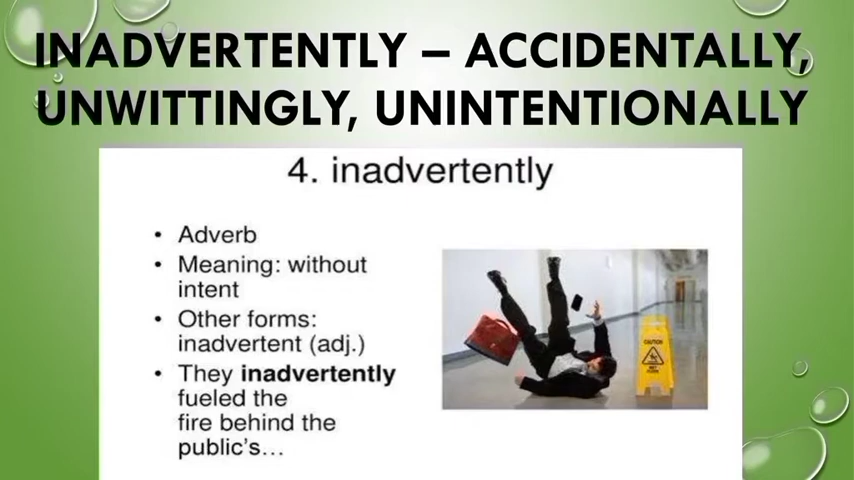 INADVERTENTLY – ACCIDENTALLY,
UNWITTINGLY, UNINTENTIONALLY
4. inadvertently
• Adverb
• Meaning: without
intent
• Other forms:
inadvertent (adj.)
• They inadvertently
fueled the
fire behind the
public's…
CAUTION